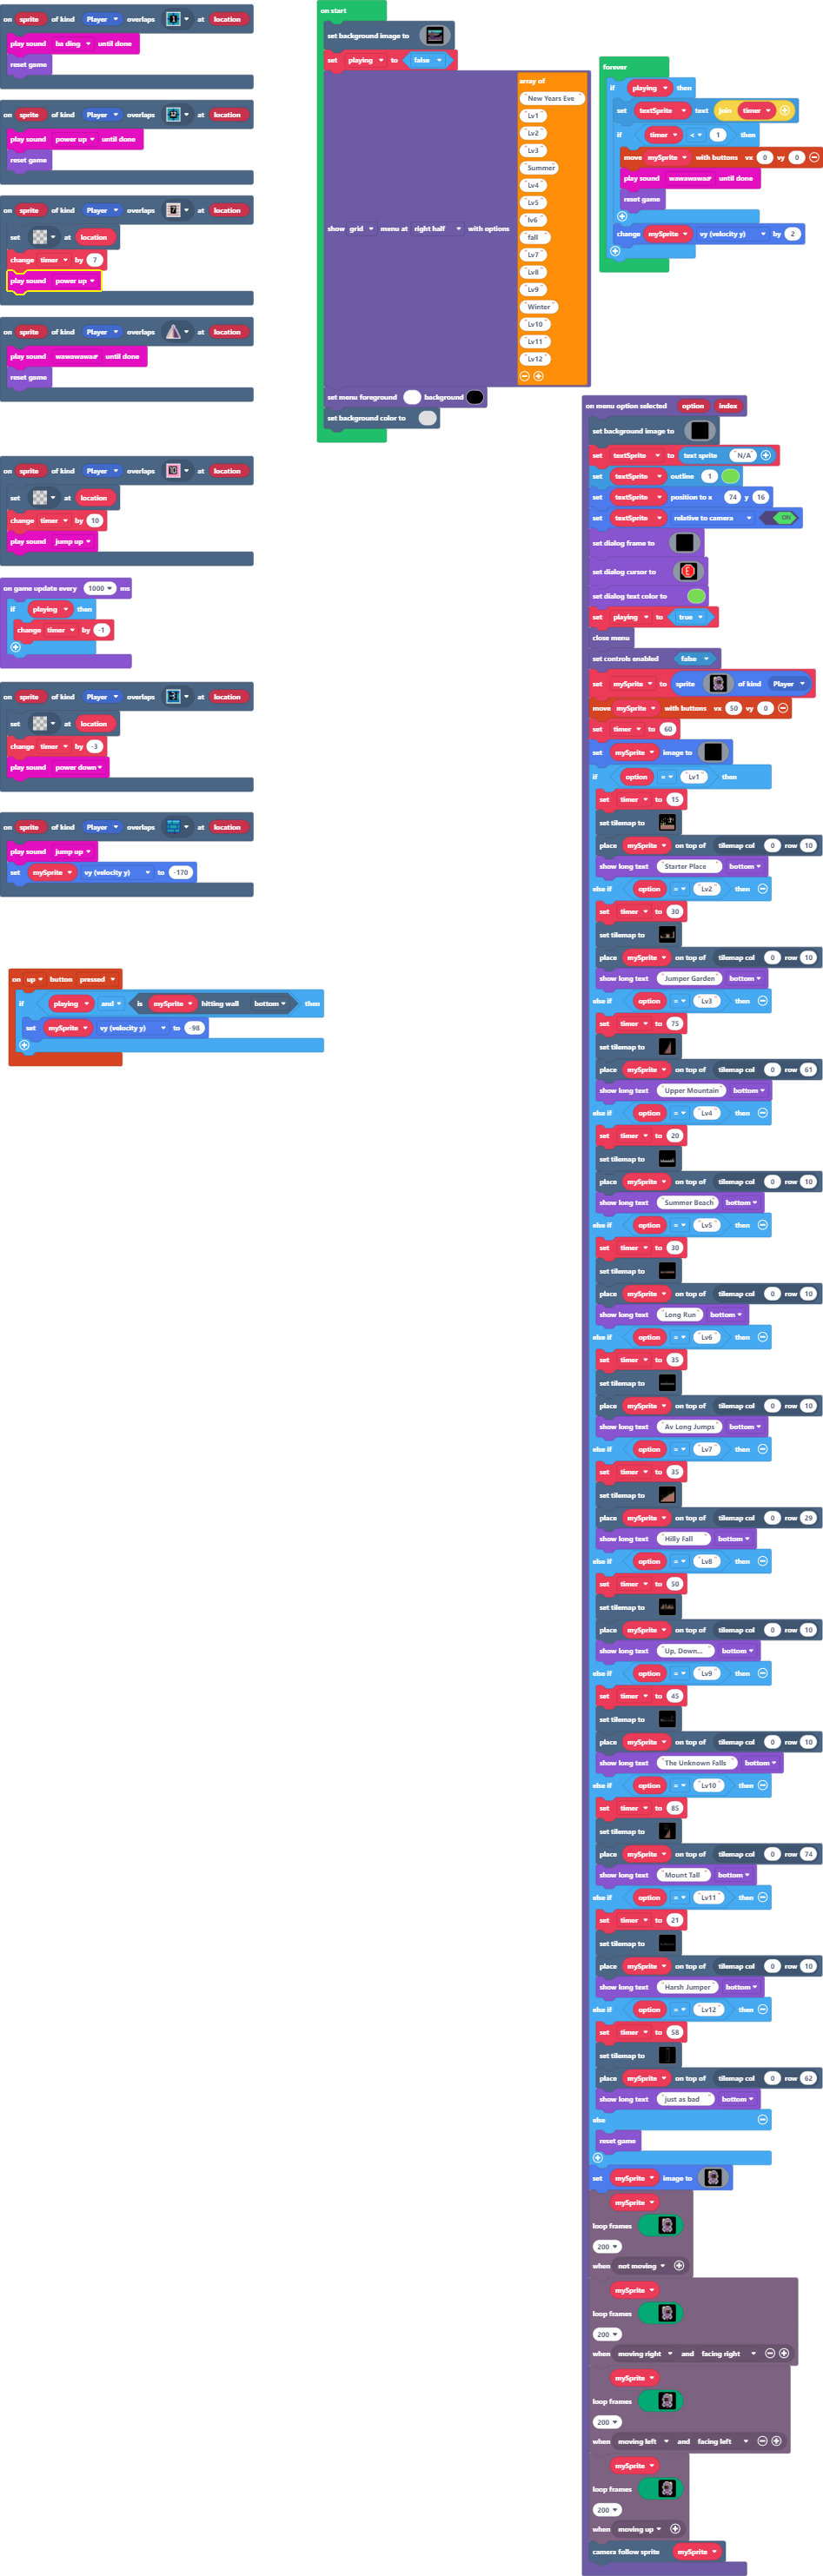 on sprite of kind Player overlaps 1 at location
play sound ba ding until done
reset game
on sprite of kind Player overlaps at location
play sound power up until done
reset game
on sprite of kind Player overlaps 7 at location
set at location
change timer by 7
play sound power up
on sprite of kind Player overlaps at location
play sound wawawawaa until done
reset game
on sprite of kind Player overlaps 10 at location
set at location
change timer by 10
play sound jump up
on game update every 1000 ms
if playing then
change timer by -1
on sprite of kind Player overlaps at location
set at location
change timer by -3
play sound power down
on sprite of kind Player overlaps at location
play sound jump up
set mySprite vy (velocity y) to -170
on up button pressed
if playing and is mySprite hitting wall bottom then
set mySprite vy (velocity y) to -98
on start
set background image to
set playing to false
show grid menu at right half with options
array of
New Years Eve
Lv1
Lv2
Lv3
Summer
Lv4
Lv5
lv6
fall
Lv7
Lv8
Lv9
Winter
Lv10
Lv11
Lv12
set menu foreground background
set background color to
forever
if playing then
set textSprite text join timer
if timer < 1 then
move mySprite with buttons vx 0 vy 0
play sound wawawawaa until done
reset game
change mySprite vy (velocity y) by 2
on menu option selected option index
set background image to
set textSprite to text sprite N/A
set textSprite outline 1
set textSprite position to x 74 y 16
set textSprite relative to camera ON
set dialog frame to
set dialog cursor to E
set dialog text color to
set playing to true
close menu
set controls enabled false
set mySprite to sprite of kind Player
move mySprite with buttons vx 50 vy 0
set timer to 60
set mySprite image to
if option = Lv1 then
set timer to 15
set tilemap to
place mySprite on top of tilemap col 0 row 10
show long text Starter Place bottom
else if option = Lv2 then
set timer to 30
set tilemap to
place mySprite on top of tilemap col 0 row 10
show long text Jumper Garden bottom
else if option = Lv3 then
set timer to 75
set tilemap to
place mySprite on top of tilemap col 0 row 61
show long text Upper Mountain bottom
else if option = Lv4 then
set timer to 20
set tilemap to
place mySprite on top of tilemap col 0 row 10
show long text Summer Beach bottom
else if option = Lv5 then
set timer to 30
set tilemap to
place mySprite on top of tilemap col 0 row 10
show long text Long Run bottom
else if option = Lv6 then
set timer to 35
set tilemap to
place mySprite on top of tilemap col 0 row 10
show long text Av Long Jumps bottom
else if option = Lv7 then
set timer to 35
set tilemap to
place mySprite on top of tilemap col 0 row 29
show long text Hilly Fall bottom
else if option = Lv8 then
set timer to 50
set tilemap to
place mySprite on top of tilemap col 0 row 10
show long text Up, Down... bottom
else if option = Lv9 then
set timer to 45
set tilemap to
place mySprite on top of tilemap col 0 row 10
show long text The Unknown Falls bottom
else if option = Lv10 then
set timer to 85
set tilemap to
place mySprite on top of tilemap col 0 row 74
show long text Mount Tall bottom
else if option = Lv11 then
set timer to 21
set tilemap to
place mySprite on top of tilemap col 0 row 10
show long text Harsh Jumper bottom
else if option = Lv12 then
set timer to 58
set tilemap to
place mySprite on top of tilemap col 0 row 62
show long text just as bad bottom
else
reset game
set mySprite image to
mySprite
loop frames
200
when not moving
mySprite
loop frames
200
when moving right and facing right
mySprite
loop frames
200
when moving left and facing left
mySprite
loop frames
200
when moving up
camera follow sprite mySprite